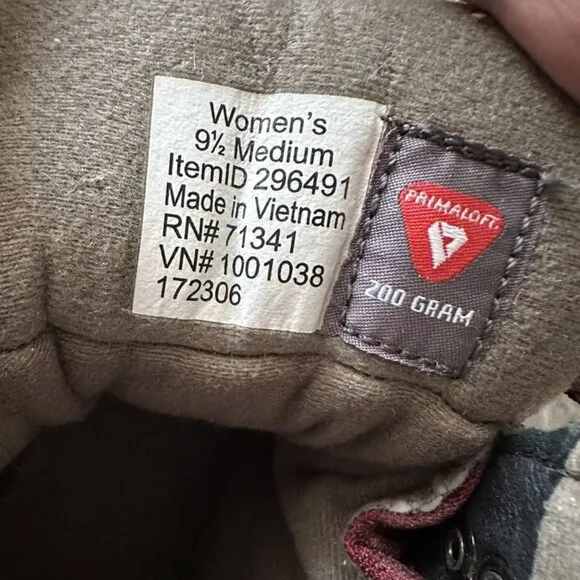 Women's
9½ Medium
ItemID 296491
Made in Vietnam
RN# 71341
VN# 1001038
172306
PRIMALOFT
200 GRAM